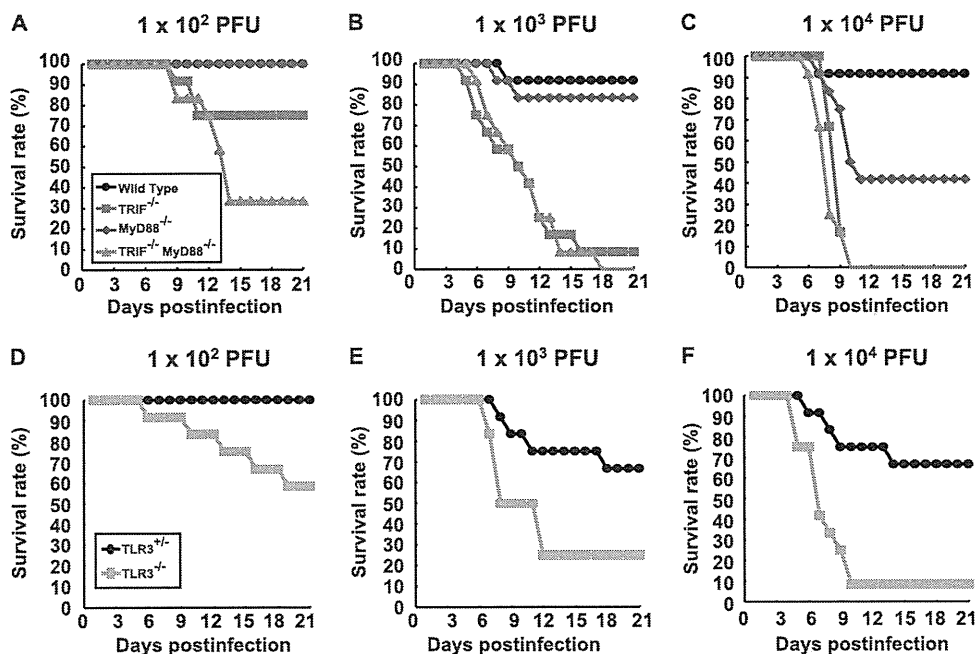 A
1 x 10² PFU
Survival rate (%)
100
90
80
70
60
50
40
30
20
10
0
Wild Type
TRIF-/-
MyD88-/-
TRIF-/- MyD88-/-
0 3 6 9 12 15 18 21
Days postinfection
B
1 x 10³ PFU
Survival rate (%)
100
90
80
70
60
50
40
30
20
10
0
0 3 6 9 12 15 18 21
Days postinfection
C
1 x 10⁴ PFU
Survival rate (%)
100
90
80
70
60
50
40
30
20
10
0
0 3 6 9 12 15 18 21
Days postinfection
D
1 x 10² PFU
Survival rate (%)
100
90
80
70
60
50
40
30
20
10
0
TLR3+/-
TLR3-/-
0 3 6 9 12 15 18 21
Days postinfection
E
1 x 10³ PFU
Survival rate (%)
100
90
80
70
60
50
40
30
20
10
0
0 3 6 9 12 15 18 21
Days postinfection
F
1 x 10⁴ PFU
Survival rate (%)
100
90
80
70
60
50
40
30
20
10
0
0 3 6 9 12 15 18 21
Days postinfection